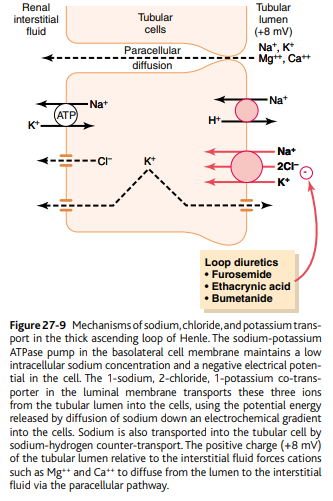 Renal
interstitial
fluid
Tubular
cells
Tubular
lumen
(+8 mV)
Paracellular
diffusion
Na⁺, K⁺
Mg⁺⁺, Ca⁺⁺
Na⁺
ATP
K⁺
Na⁺
H⁺
Cl⁻
K⁺
Na⁺
2Cl⁻
K⁺
-
Loop diuretics
• Furosemide
• Ethacrynic acid
• Bumetanide
Figure 27-9 Mechanisms of sodium, chloride, and potassium trans-
port in the thick ascending loop of Henle. The sodium-potassium
ATPase pump in the basolateral cell membrane maintains a low
intracellular sodium concentration and a negative electrical poten-
tial in the cell. The 1-sodium, 2-chloride, 1-potassium co-trans-
porter in the luminal membrane transports these three ions
from the tubular lumen into the cells, using the potential energy
released by diffusion of sodium down an electrochemical gradient
into the cells. Sodium is also transported into the tubular cell by
sodium-hydrogen counter-transport. The positive charge (+8 mV)
of the tubular lumen relative to the interstitial fluid forces cations
such as Mg⁺⁺ and Ca⁺⁺ to diffuse from the lumen to the interstitial
fluid via the paracellular pathway.